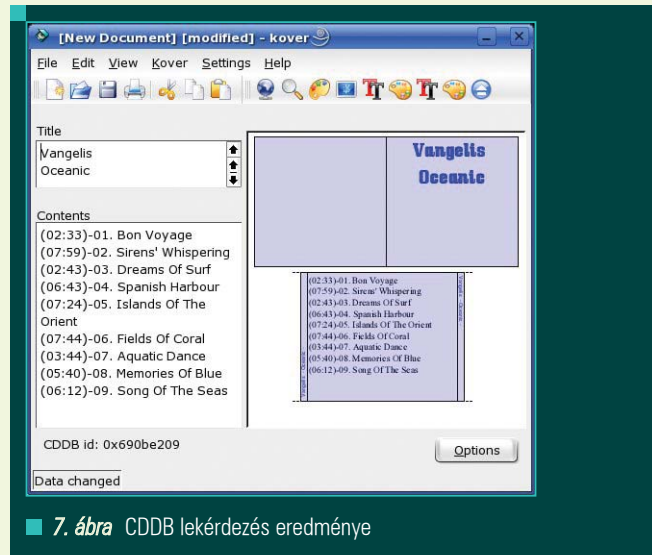 [New Document] [modified] - kover
File Edit View Kover Settings Help
Title
Vangelis
Oceanic
Contents
(02:33)-01. Bon Voyage
(07:59)-02. Sirens' Whispering
(02:43)-03. Dreams Of Surf
(06:43)-04. Spanish Harbour
(07:24)-05. Islands Of The
Orient
(07:44)-06. Fields Of Coral
(03:44)-07. Aquatic Dance
(05:40)-08. Memories Of Blue
(06:12)-09. Song Of The Seas
Vangelis
Oceanic
(02:33)-01. Bon Voyage
(07:59)-02. Sirens' Whispering
(02:43)-03. Dreams Of Surf
(06:43)-04. Spanish Harbour
(07:24)-05. Islands Of The Orient
(07:44)-06. Fields Of Coral
(03:44)-07. Aquatic Dance
(05:40)-08. Memories Of Blue
(06:12)-09. Song Of The Seas
Vangelis - Oceanic
Vangelis - Oceanic
CDDB id: 0x690be209
Options
Data changed
7. ábra CDDB lekérdezés eredménye